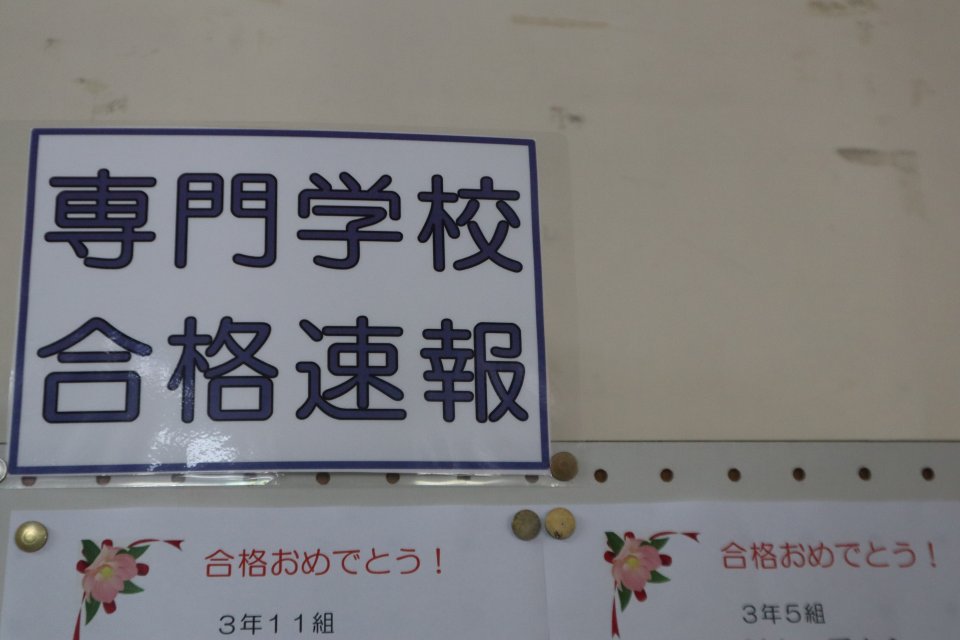 専門学校
合格速報
合格おめでとう！
３年１１組
合格おめでとう！
３年５組